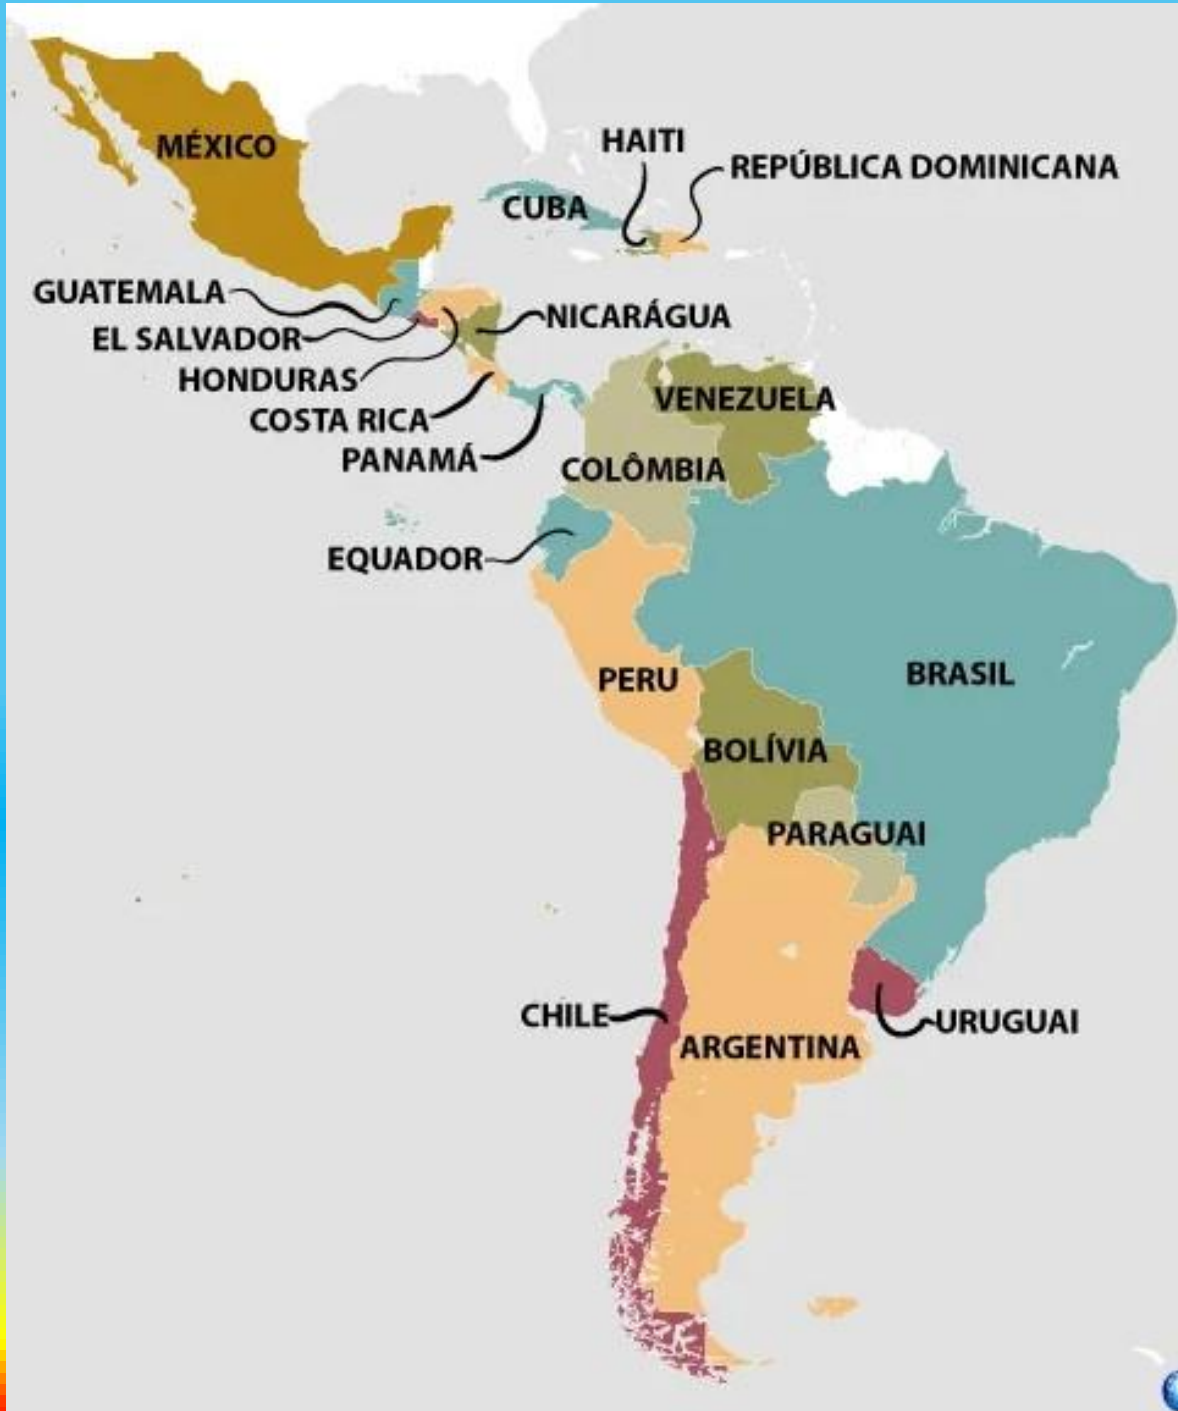 MÉXICO
HAITI
REPÚBLICA DOMINICANA
CUBA
GUATEMALA
NICARÁGUA
EL SALVADOR
HONDURAS
VENEZUELA
COSTA RICA
PANAMÁ
COLÔMBIA
EQUADOR
BRASIL
PERU
BOLÍVIA
PARAGUAI
CHILE
URUGUAI
ARGENTINA